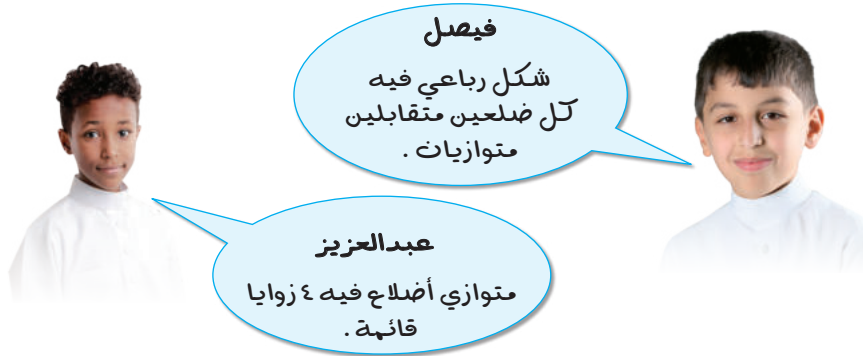 فيصل
شكل رباعي فيه
كل ضلعين متقابلين
متوازيان .
عبدالعزيز
متوازي أضلاع فيه ٤ زوايا
قائمة .